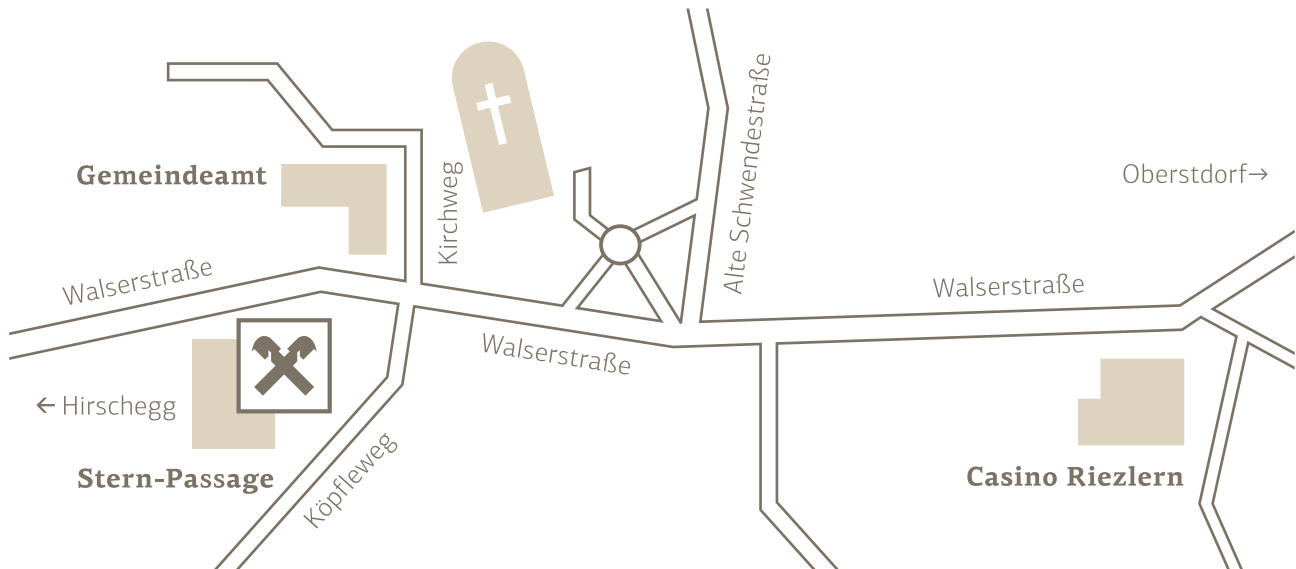 Gemeindeamt
Kirchweg
Alte Schwendestraße
Oberstdorf→
Walserstraße
Walserstraße
Walserstraße
← Hirschegg
Stern-Passage
Köpfleweg
Casino Riezlern